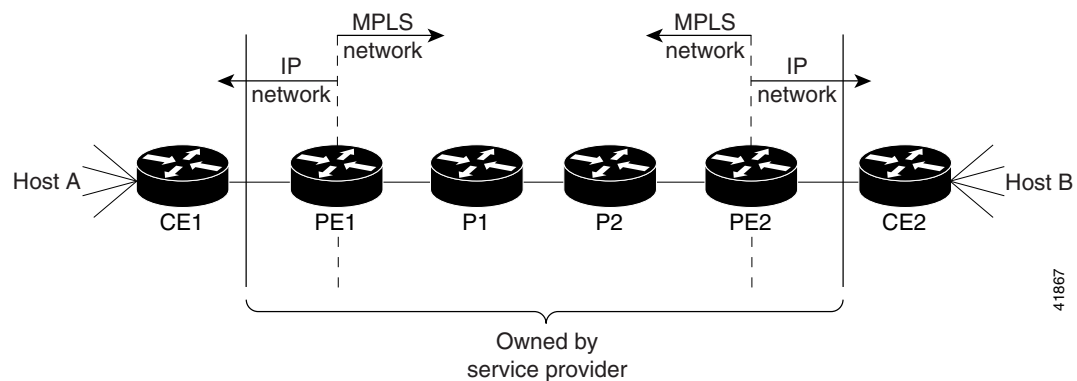 MPLS
network
MPLS
network
IP
network
IP
network
Host A
Host B
CE1
PE1
P1
P2
PE2
CE2
41867
Owned by
service provider